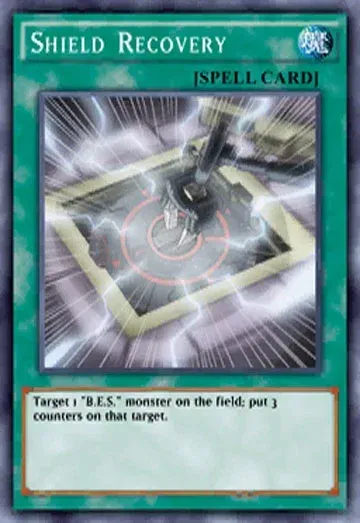 SHIELD RECOVERY
[SPELL CARD]
Target 1 "B.E.S." monster on the field; put 3
counters on that target.